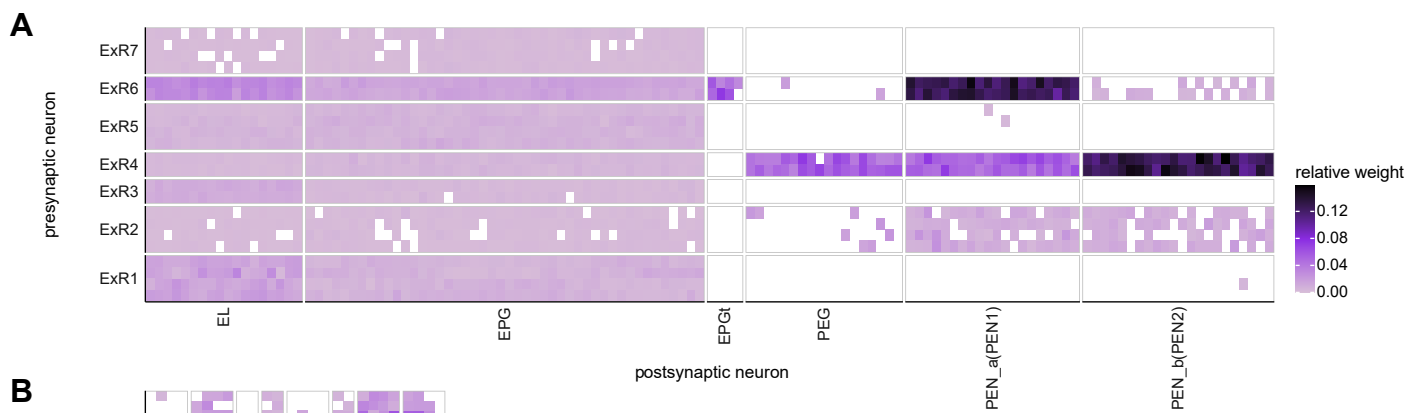 A
presynaptic neuron
ExR7
ExR6
ExR5
ExR4
ExR3
ExR2
ExR1
EL
EPG
EPGt
PEG
PEN_a(PEN1)
PEN_b(PEN2)
postsynaptic neuron
relative weight
0.12
0.08
0.04
0.00
B